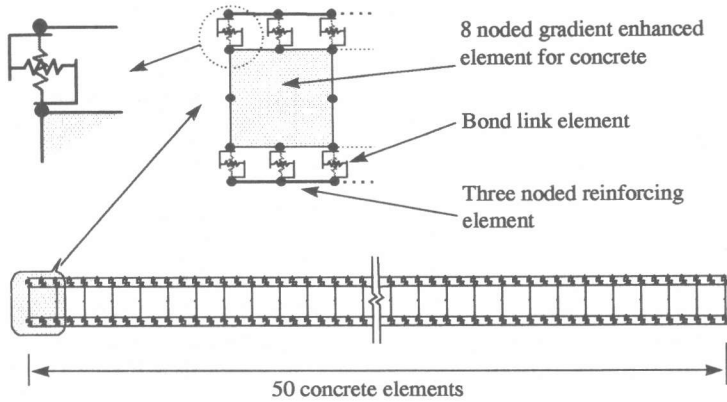 8 noded gradient enhanced
element for concrete
Bond link element
Three noded reinforcing
element
50 concrete elements